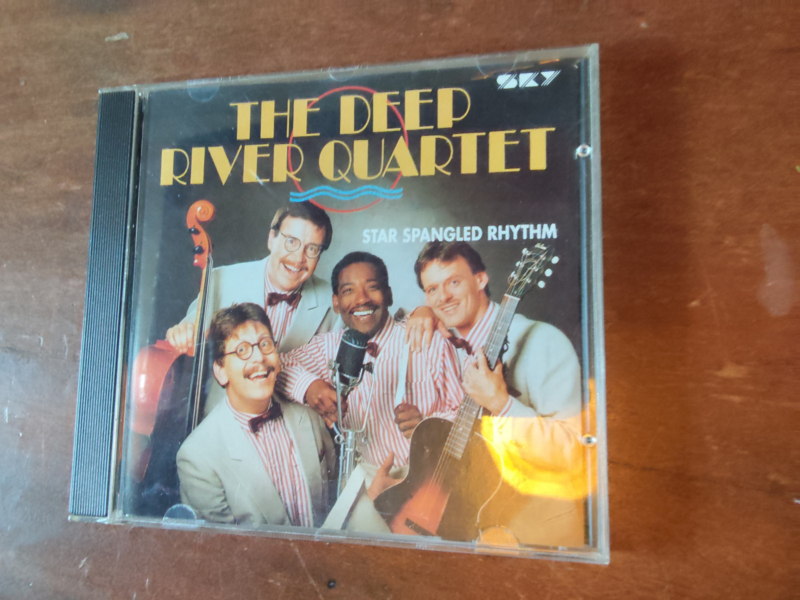 SKY
THE DEEP
RIVER QUARTET
STAR SPANGLED RHYTHM